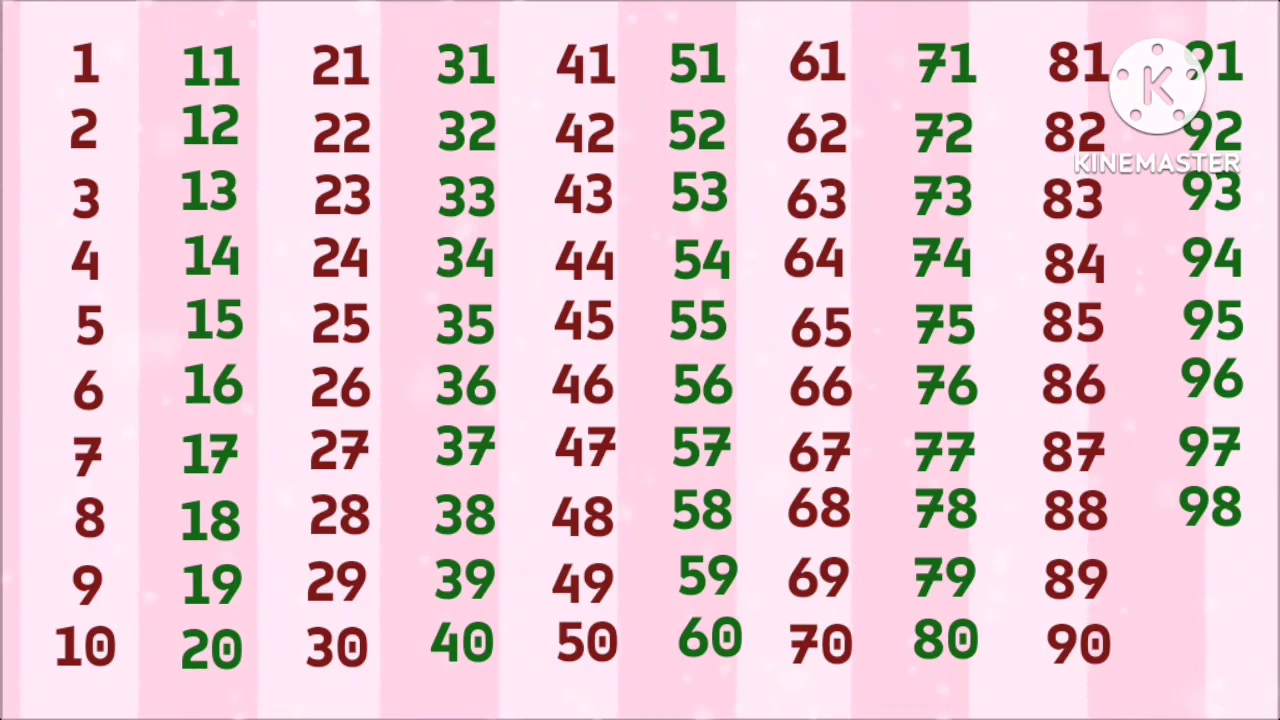 1 11 21 31 41 51 61 71 81 91
2 12 22 32 42 52 62 72 82 92
KINEMASTER
3 13 23 33 43 53 63 73 83 93
4 14 24 34 44 54 64 74 84 94
5 15 25 35 45 55 65 75 85 95
6 16 26 36 46 56 66 76 86 96
7 17 27 37 47 57 67 77 87 97
8 18 28 38 48 58 68 78 88 98
9 19 29 39 49 59 69 79 89
10 20 30 40 50 60 70 80 90